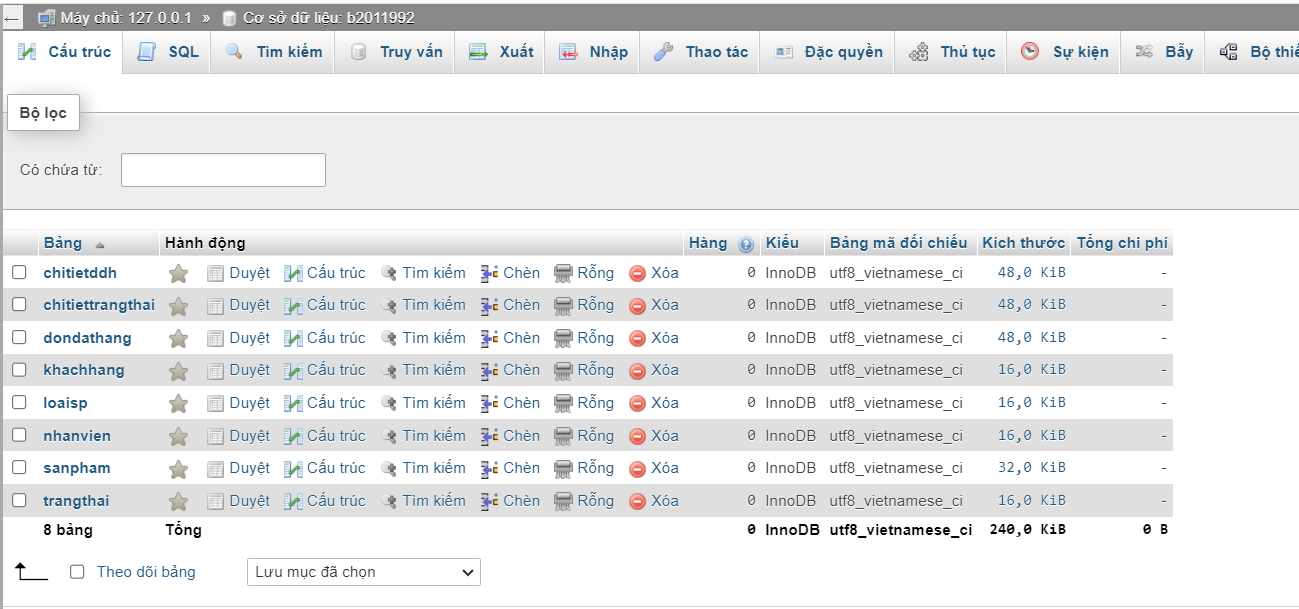 ← Máy chủ: 127.0.0.1 » Cơ sở dữ liệu: b2011992
Cấu trúc SQL Tìm kiếm Truy vấn Xuất Nhập Thao tác Đặc quyền Thủ tục Sự kiện Bẫy Bộ thiế
Bộ lọc
Có chứa từ:
Bảng Hành động Hàng Kiểu Bảng mã đối chiếu Kích thước Tổng chi phí
chitietddh Duyệt Cấu trúc Tìm kiếm Chèn Rỗng Xóa 0 InnoDB utf8_vietnamese_ci 48,0 KiB -
chitiettrangthai Duyệt Cấu trúc Tìm kiếm Chèn Rỗng Xóa 0 InnoDB utf8_vietnamese_ci 48,0 KiB -
dondathang Duyệt Cấu trúc Tìm kiếm Chèn Rỗng Xóa 0 InnoDB utf8_vietnamese_ci 48,0 KiB -
khachhang Duyệt Cấu trúc Tìm kiếm Chèn Rỗng Xóa 0 InnoDB utf8_vietnamese_ci 16,0 KiB -
loaisp Duyệt Cấu trúc Tìm kiếm Chèn Rỗng Xóa 0 InnoDB utf8_vietnamese_ci 16,0 KiB -
nhanvien Duyệt Cấu trúc Tìm kiếm Chèn Rỗng Xóa 0 InnoDB utf8_vietnamese_ci 16,0 KiB -
sanpham Duyệt Cấu trúc Tìm kiếm Chèn Rỗng Xóa 0 InnoDB utf8_vietnamese_ci 32,0 KiB -
trangthai Duyệt Cấu trúc Tìm kiếm Chèn Rỗng Xóa 0 InnoDB utf8_vietnamese_ci 16,0 KiB -
8 bảng Tổng 0 InnoDB utf8_vietnamese_ci 240,0 KiB 0 B
Theo dõi bảng Lưu mục đã chọn